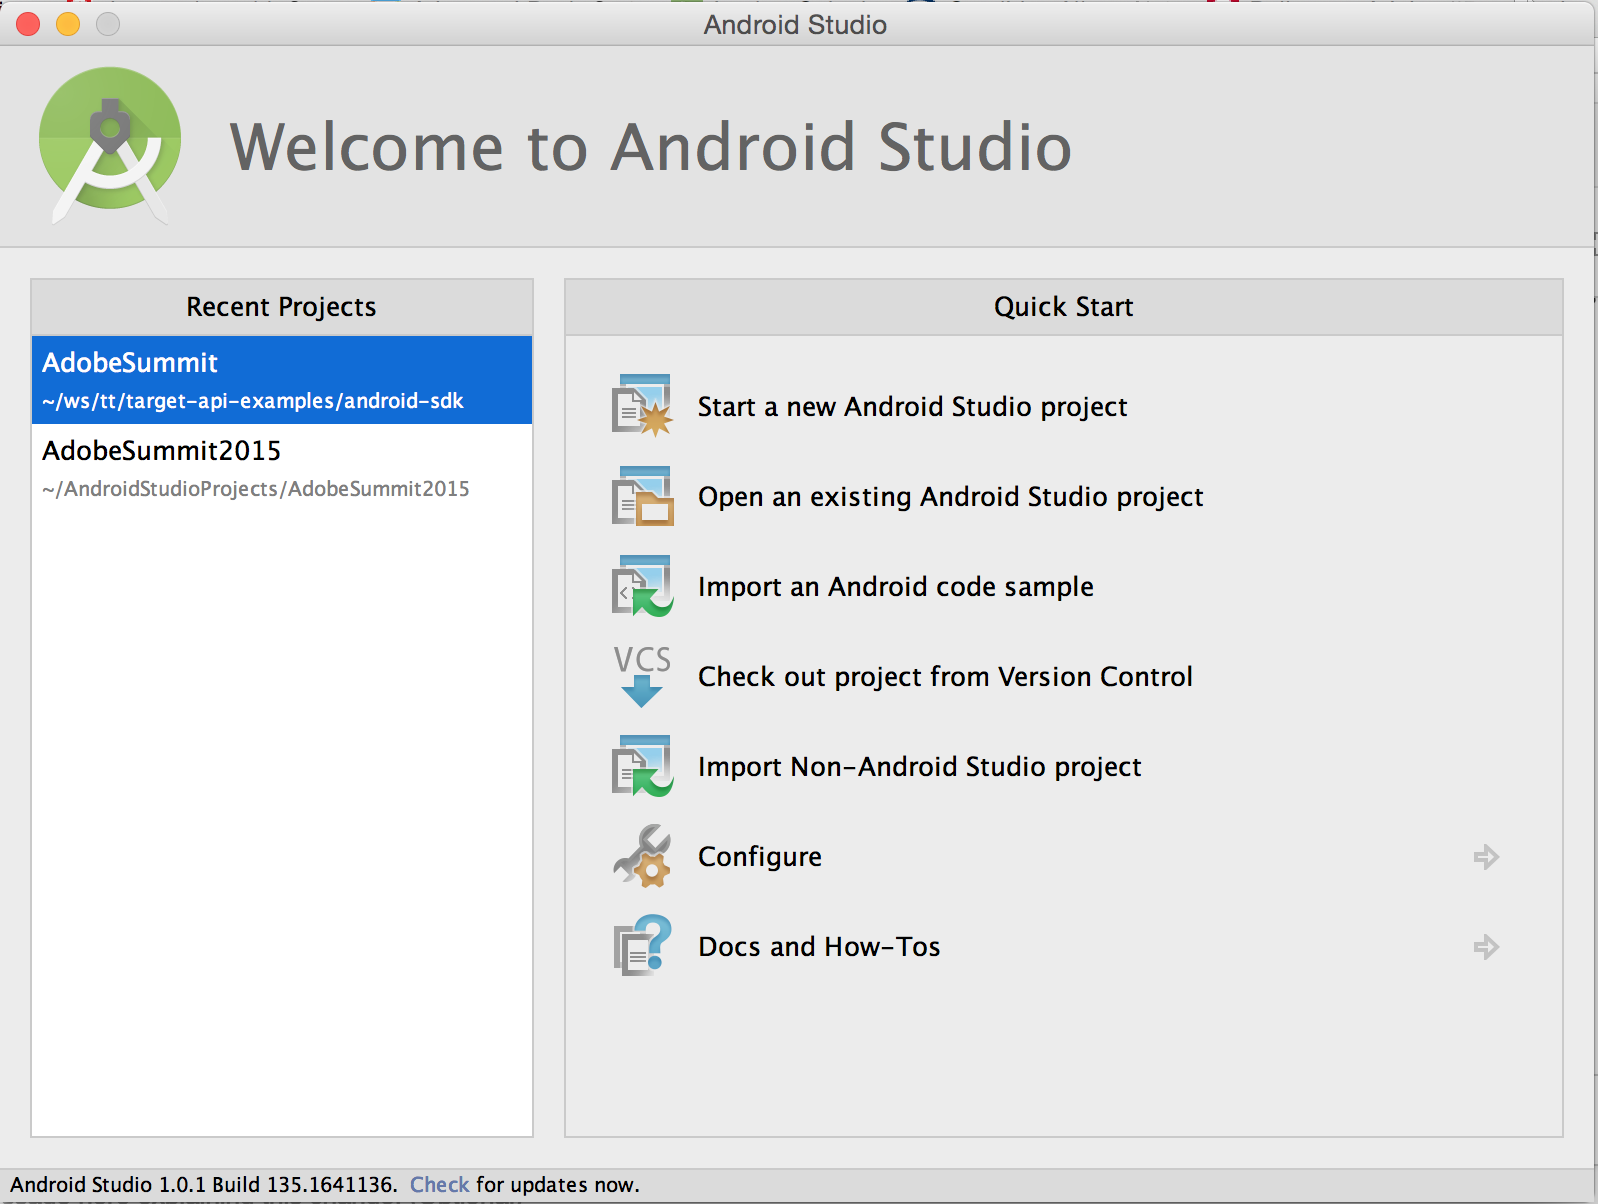 Android Studio
Welcome to Android Studio
Recent Projects
AdobeSummit
~/ws/tt/target-api-examples/android-sdk
AdobeSummit2015
~/AndroidStudioProjects/AdobeSummit2015
Quick Start
Start a new Android Studio project
Open an existing Android Studio project
Import an Android code sample
VCS
Check out project from Version Control
Import Non-Android Studio project
Configure
Docs and How-Tos
Android Studio 1.0.1 Build 135.1641136. Check for updates now.